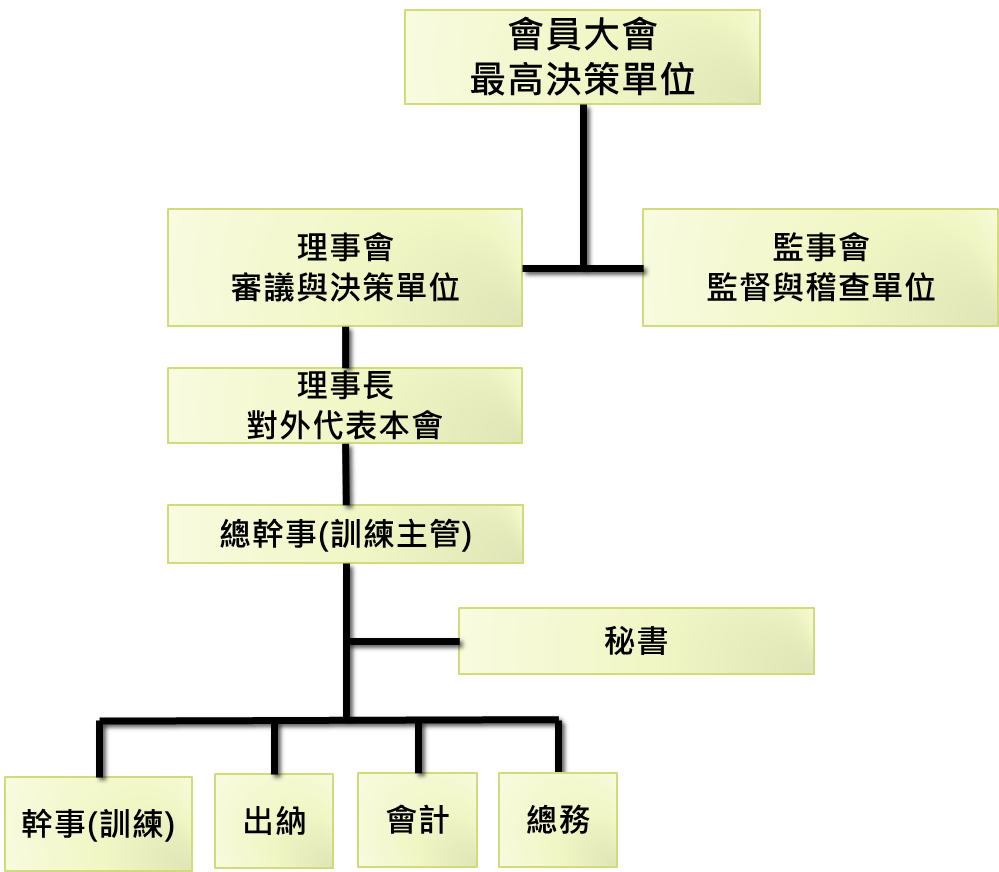 會員大會
最高決策單位
理事會
審議與決策單位
監事會
監督與稽查單位
理事長
對外代表本會
總幹事(訓練主管)
秘書
幹事(訓練)
出納
會計
總務